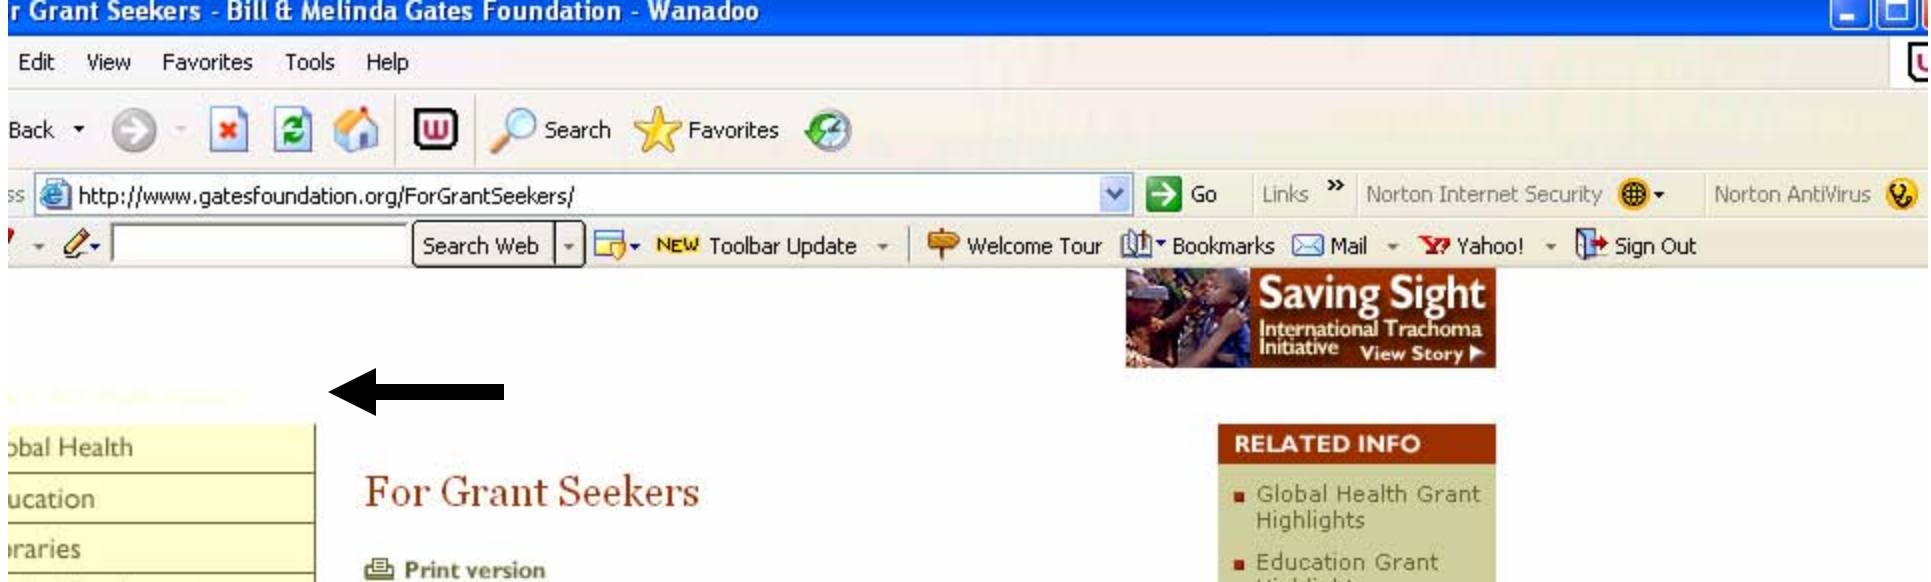 r Grant Seekers - Bill & Melinda Gates Foundation - Wanadoo
Edit View Favorites Tools Help
Back Search Favorites
ss http://www.gatesfoundation.org/ForGrantSeekers/ Go Links » Norton Internet Security Norton AntiVirus
Search Web NEW Toolbar Update Welcome Tour Bookmarks Mail Yahoo! Sign Out
Saving Sight
International Trachoma
Initiative View Story
obal Health
RELATED INFO
ucation
For Grant Seekers
Global Health Grant
Highlights
raries
Print version
Education Grant